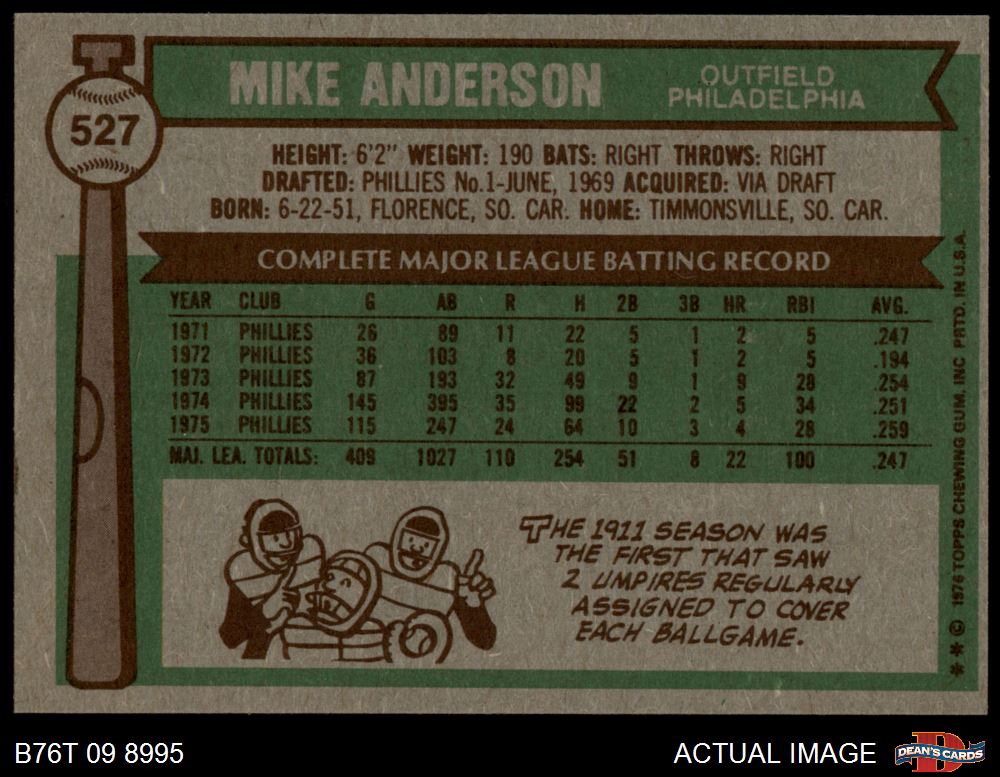 527
MIKE ANDERSON
OUTFIELD
PHILADELPHIA
HEIGHT: 6'2" WEIGHT: 190 BATS: RIGHT THROWS: RIGHT
DRAFTED: PHILLIES No.1-JUNE, 1969 ACQUIRED: VIA DRAFT
BORN: 6-22-51, FLORENCE, SO. CAR. HOME: TIMMONSVILLE, SO. CAR.
COMPLETE MAJOR LEAGUE BATTING RECORD
YEAR CLUB G AB R H 2B 3B HR RBI AVG.
1971 PHILLIES 26 89 11 22 5 1 2 5 .247
1972 PHILLIES 36 103 8 20 5 1 2 5 .194
1973 PHILLIES 87 193 32 49 9 1 9 28 .254
1974 PHILLIES 145 395 35 99 22 2 5 34 .251
1975 PHILLIES 115 247 24 64 10 3 4 28 .259
MAJ. LEA. TOTALS: 409 1027 110 254 51 8 22 100 .247
THE 1911 SEASON WAS
THE FIRST THAT SAW
2 UMPIRES REGULARLY
ASSIGNED TO COVER
EACH BALLGAME.
* * © 1976 TOPPS CHEWING GUM, INC PRTD. IN U.S.A.
B76T 09 8995
ACTUAL IMAGE
DEAN'S CARDS